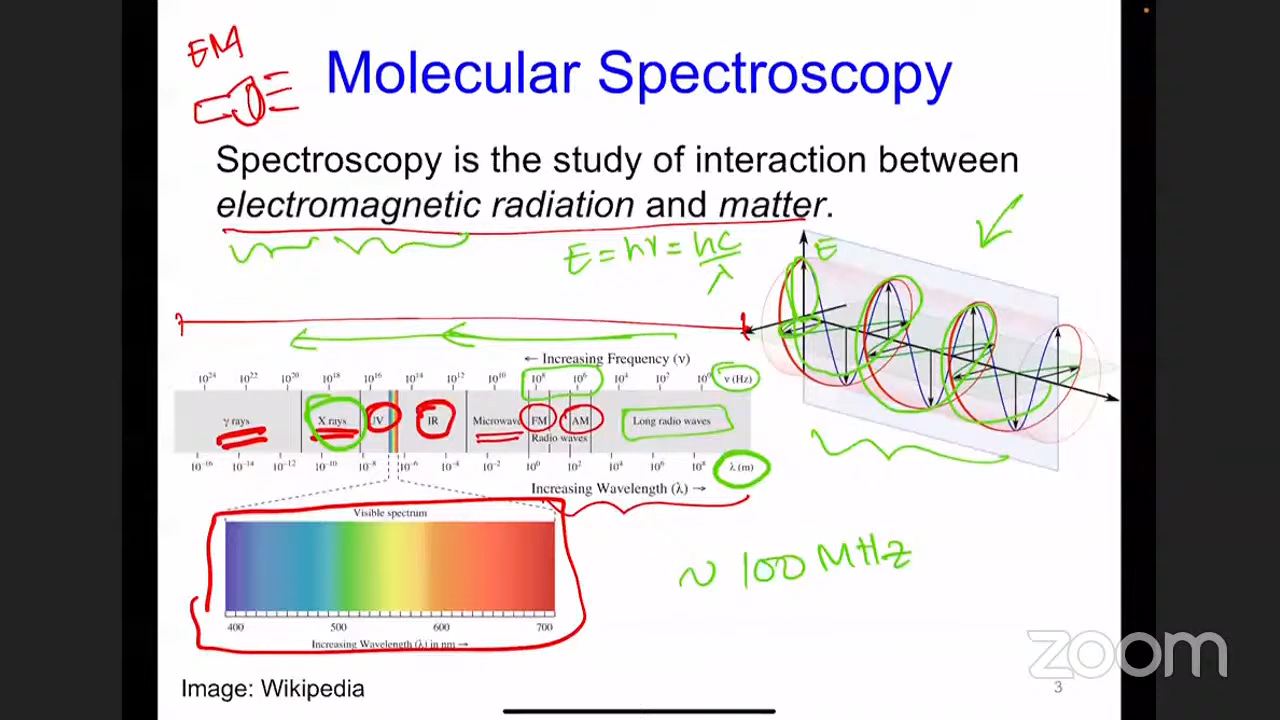 EM
Molecular Spectroscopy
Spectroscopy is the study of interaction between
electromagnetic radiation and matter.
E = hν = hc/λ
E
← Increasing Frequency (ν)
10²⁴ 10²² 10²⁰ 10¹⁸ 10¹⁶ 10¹⁴ 10¹² 10¹⁰ 10⁸ 10⁶ 10⁴ 10² 10⁰ ν (Hz)
γ rays X rays UV IR Microwave FM AM Long radio waves
Radio waves
10⁻¹⁶ 10⁻¹⁴ 10⁻¹² 10⁻¹⁰ 10⁻⁸ 10⁻⁶ 10⁻⁴ 10⁻² 10⁰ 10² 10⁴ 10⁶ 10⁸ λ (m)
Increasing Wavelength (λ) →
Visible spectrum
~ 100 MHz
400 500 600 700
Increasing Wavelength (λ) in nm →
zoom
Image: Wikipedia
3